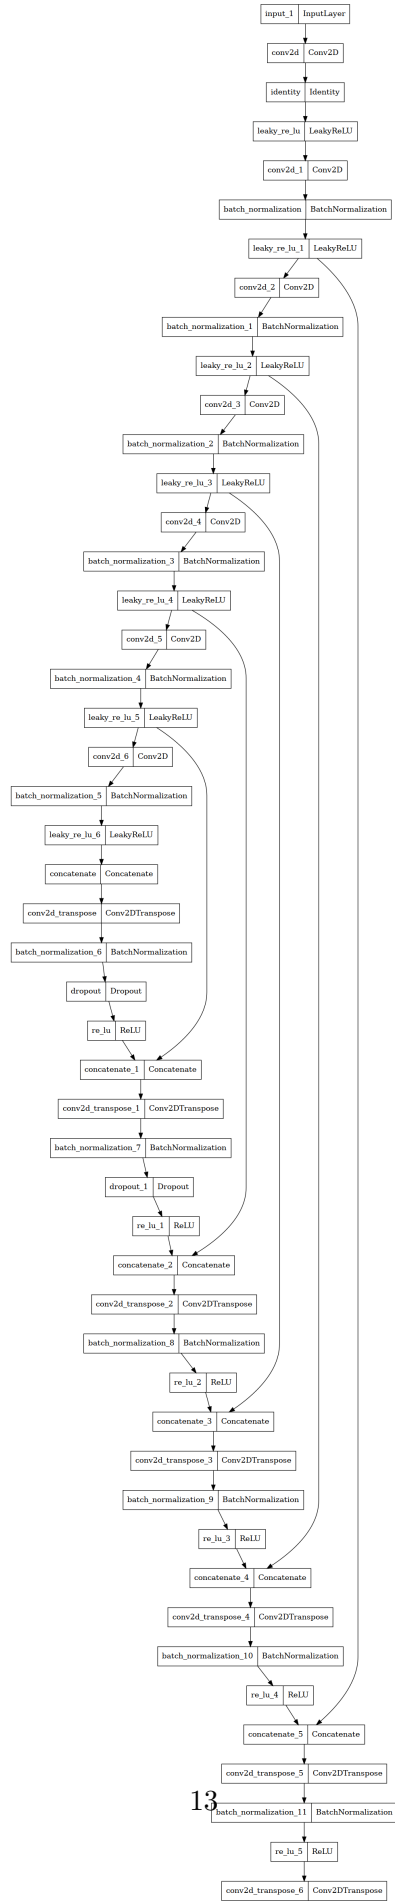 input_1 InputLayer
conv2d Conv2D
identity Identity
leaky_re_lu LeakyReLU
conv2d_1 Conv2D
batch_normalization BatchNormalization
leaky_re_lu_1 LeakyReLU
conv2d_2 Conv2D
batch_normalization_1 BatchNormalization
leaky_re_lu_2 LeakyReLU
conv2d_3 Conv2D
batch_normalization_2 BatchNormalization
leaky_re_lu_3 LeakyReLU
conv2d_4 Conv2D
batch_normalization_3 BatchNormalization
leaky_re_lu_4 LeakyReLU
conv2d_5 Conv2D
batch_normalization_4 BatchNormalization
leaky_re_lu_5 LeakyReLU
conv2d_6 Conv2D
batch_normalization_5 BatchNormalization
leaky_re_lu_6 LeakyReLU
concatenate Concatenate
conv2d_transpose Conv2DTranspose
batch_normalization_6 BatchNormalization
dropout Dropout
re_lu ReLU
concatenate_1 Concatenate
conv2d_transpose_1 Conv2DTranspose
batch_normalization_7 BatchNormalization
dropout_1 Dropout
re_lu_1 ReLU
concatenate_2 Concatenate
conv2d_transpose_2 Conv2DTranspose
batch_normalization_8 BatchNormalization
re_lu_2 ReLU
concatenate_3 Concatenate
conv2d_transpose_3 Conv2DTranspose
batch_normalization_9 BatchNormalization
re_lu_3 ReLU
concatenate_4 Concatenate
conv2d_transpose_4 Conv2DTranspose
batch_normalization_10 BatchNormalization
re_lu_4 ReLU
concatenate_5 Concatenate
conv2d_transpose_5 Conv2DTranspose
13
batch_normalization_11 BatchNormalization
re_lu_5 ReLU
conv2d_transpose_6 Conv2DTranspose